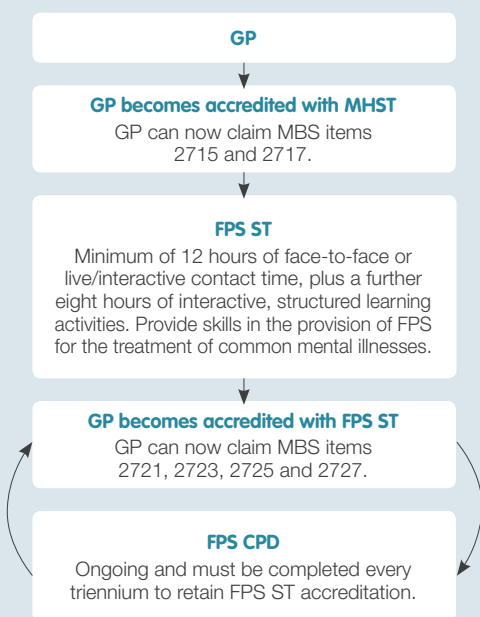 GP
GP becomes accredited with MHST
GP can now claim MBS items
2715 and 2717.
FPS ST
Minimum of 12 hours of face-to-face or
live/interactive contact time, plus a further
eight hours of interactive, structured learning
activities. Provide skills in the provision of FPS
for the treatment of common mental illnesses.
GP becomes accredited with FPS ST
GP can now claim MBS items
2721, 2723, 2725 and 2727.
FPS CPD
Ongoing and must be completed every
triennium to retain FPS ST accreditation.